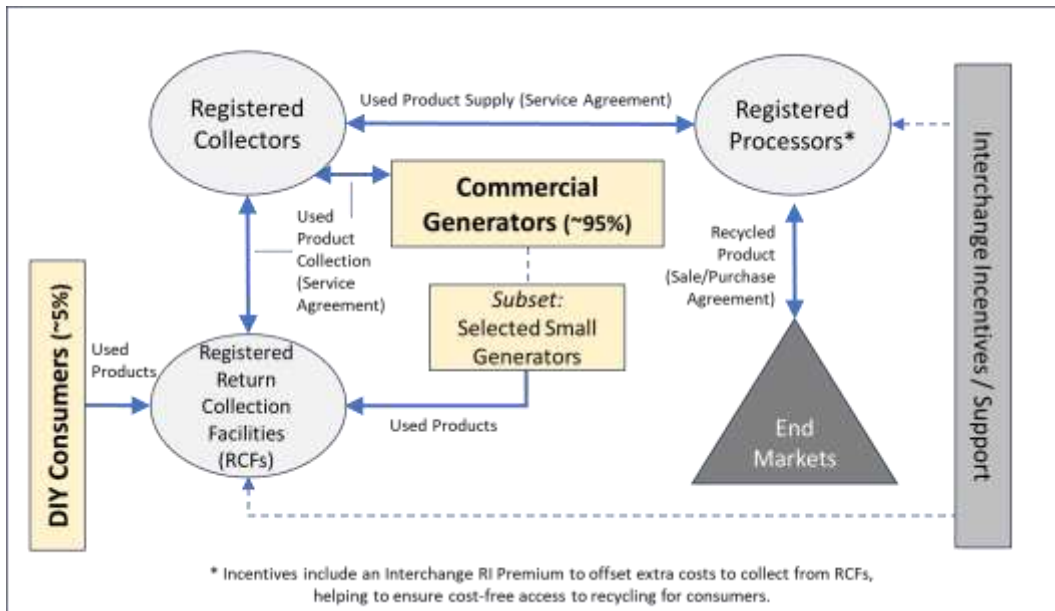 Registered
Collectors
Used Product Supply (Service Agreement)
Registered
Processors*
Commercial
Generators (~95%)
Used
Product
Collection
(Service
Agreement)
Recycled
Product
(Sale/Purchase
Agreement)
Interchange Incentives / Support
DIY Consumers (~5%)
Used
Products
Subset:
Selected Small
Generators
Registered
Return
Collection
Facilities
(RCFs)
Used Products
End
Markets
* Incentives include an Interchange RI Premium to offset extra costs to collect from RCFs,
helping to ensure cost-free access to recycling for consumers.